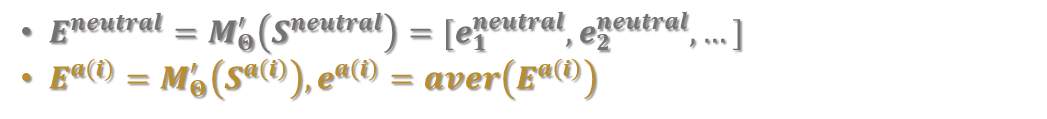 • E^{neutral} = M'_Θ(S^{neutral}) = [e_1^{neutral}, e_2^{neutral}, … ]
• E^{a(i)} = M'_Θ(S^{a(i)}), e^{a(i)} = aver(E^{a(i)})